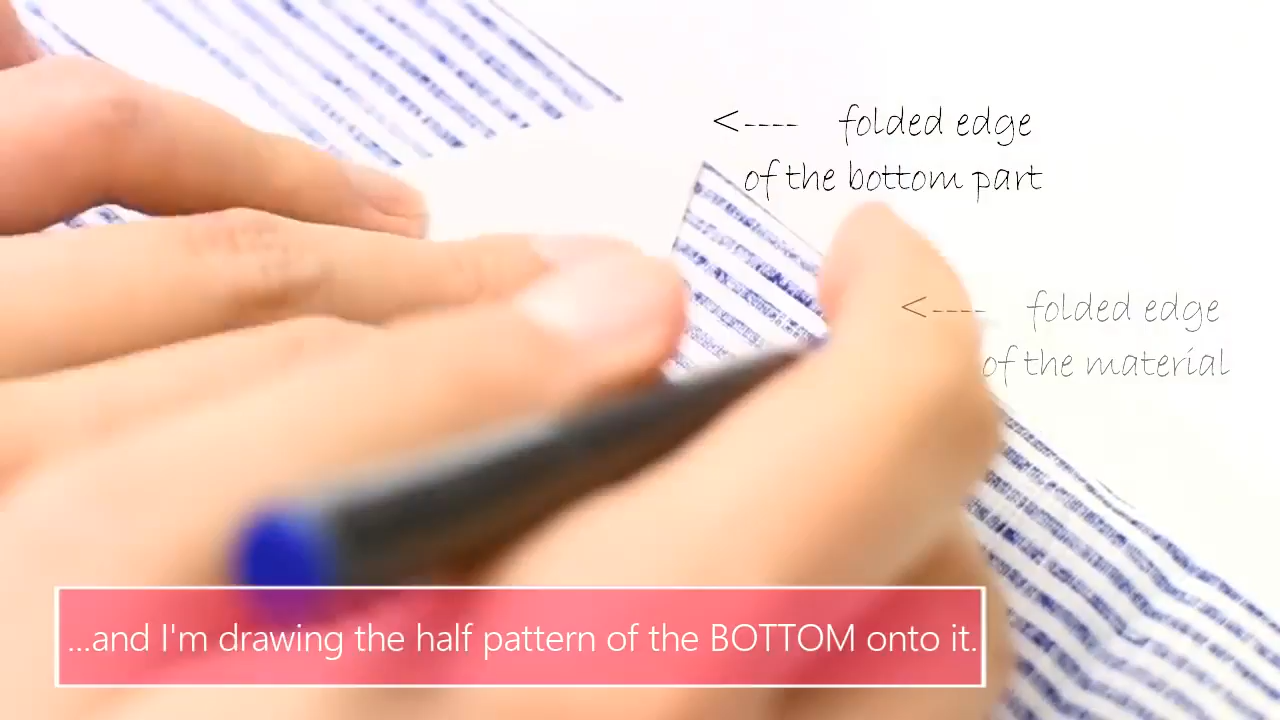 <---- folded edge
of the bottom part
<---- folded edge
of the material
...and I'm drawing the half pattern of the BOTTOM onto it.